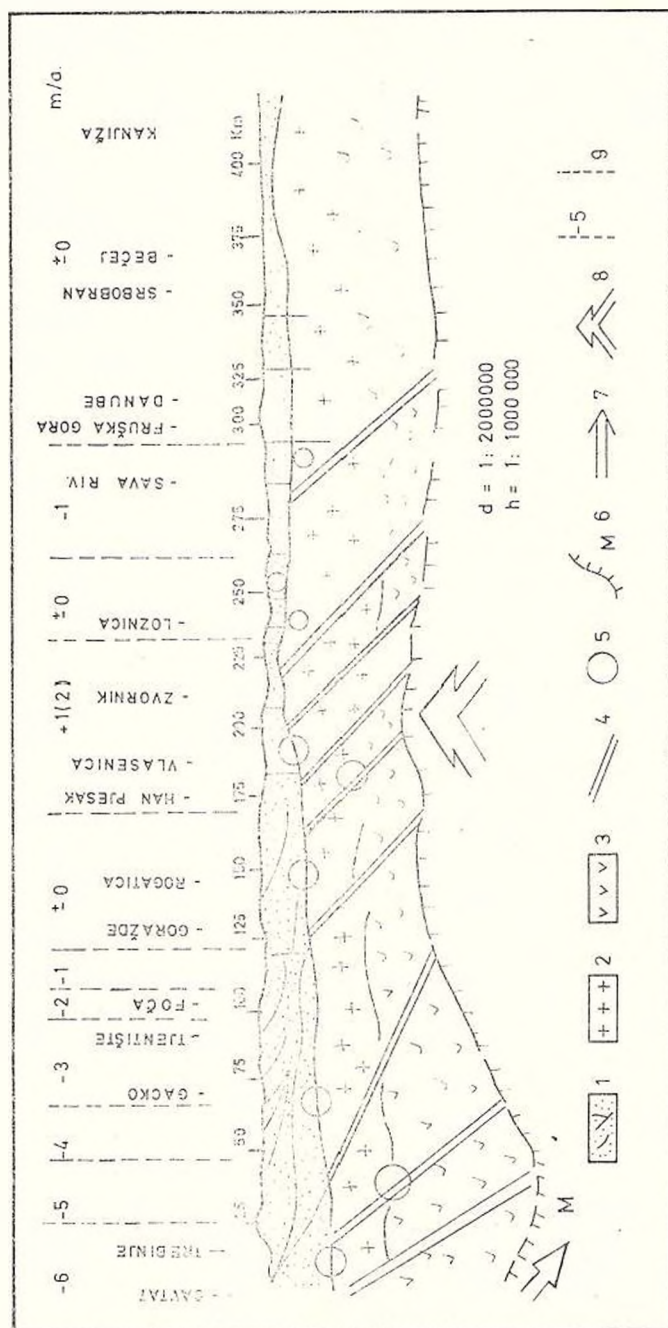 m/a.
-6
-5
-4
-3
-2
-1
±0
+1(2)
±0
-1
±0
CAVTAT
TREBINJE
GACKO
TJENTIŠTE
FOČA
GORAŽDE
ROGATICA
HAN PJESAK
VLASENICA
ZVORNIK
LOZNICA
SAVA RIV.
FRUŠKA GORA
DANUBE
SRBOBRAN
BEČEJ
KANJIŽA
75
100
125
150
175
200
225
250
275
300
325
350
375
400 Km
M
d = 1: 2000000
h = 1: 1000 000
1
+++ 2
v v v 3
4
5
M 6
7
8
-5
9